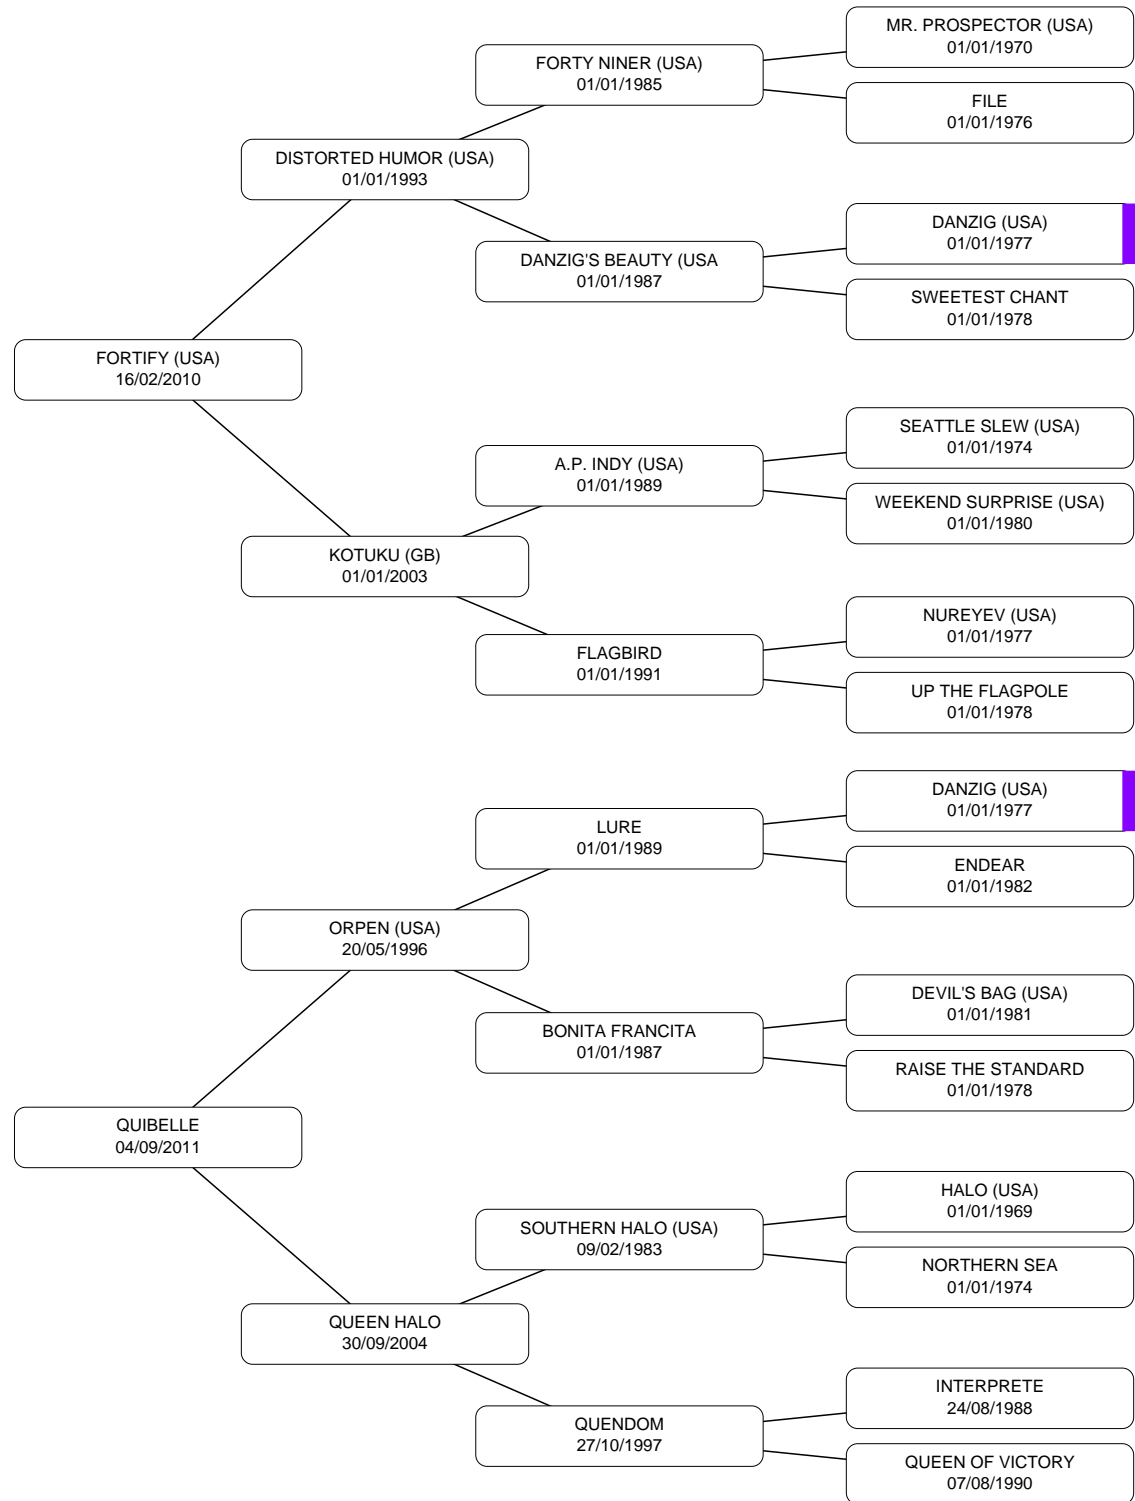 MR. PROSPECTOR (USA)
01/01/1970
FORTY NINER (USA)
01/01/1985
FILE
01/01/1976
DISTORTED HUMOR (USA)
01/01/1993
DANZIG (USA)
01/01/1977
DANZIG'S BEAUTY (USA
01/01/1987
SWEETEST CHANT
01/01/1978
FORTIFY (USA)
16/02/2010
SEATTLE SLEW (USA)
01/01/1974
A.P. INDY (USA)
01/01/1989
WEEKEND SURPRISE (USA)
01/01/1980
KOTUKU (GB)
01/01/2003
NUREYEV (USA)
01/01/1977
FLAGBIRD
01/01/1991
UP THE FLAGPOLE
01/01/1978
DANZIG (USA)
01/01/1977
LURE
01/01/1989
ENDEAR
01/01/1982
ORPEN (USA)
20/05/1996
DEVIL'S BAG (USA)
01/01/1981
BONITA FRANCITA
01/01/1987
RAISE THE STANDARD
01/01/1978
QUIBELLE
04/09/2011
HALO (USA)
01/01/1969
SOUTHERN HALO (USA)
09/02/1983
NORTHERN SEA
01/01/1974
QUEEN HALO
30/09/2004
INTERPRETE
24/08/1988
QUENDOM
27/10/1997
QUEEN OF VICTORY
07/08/1990